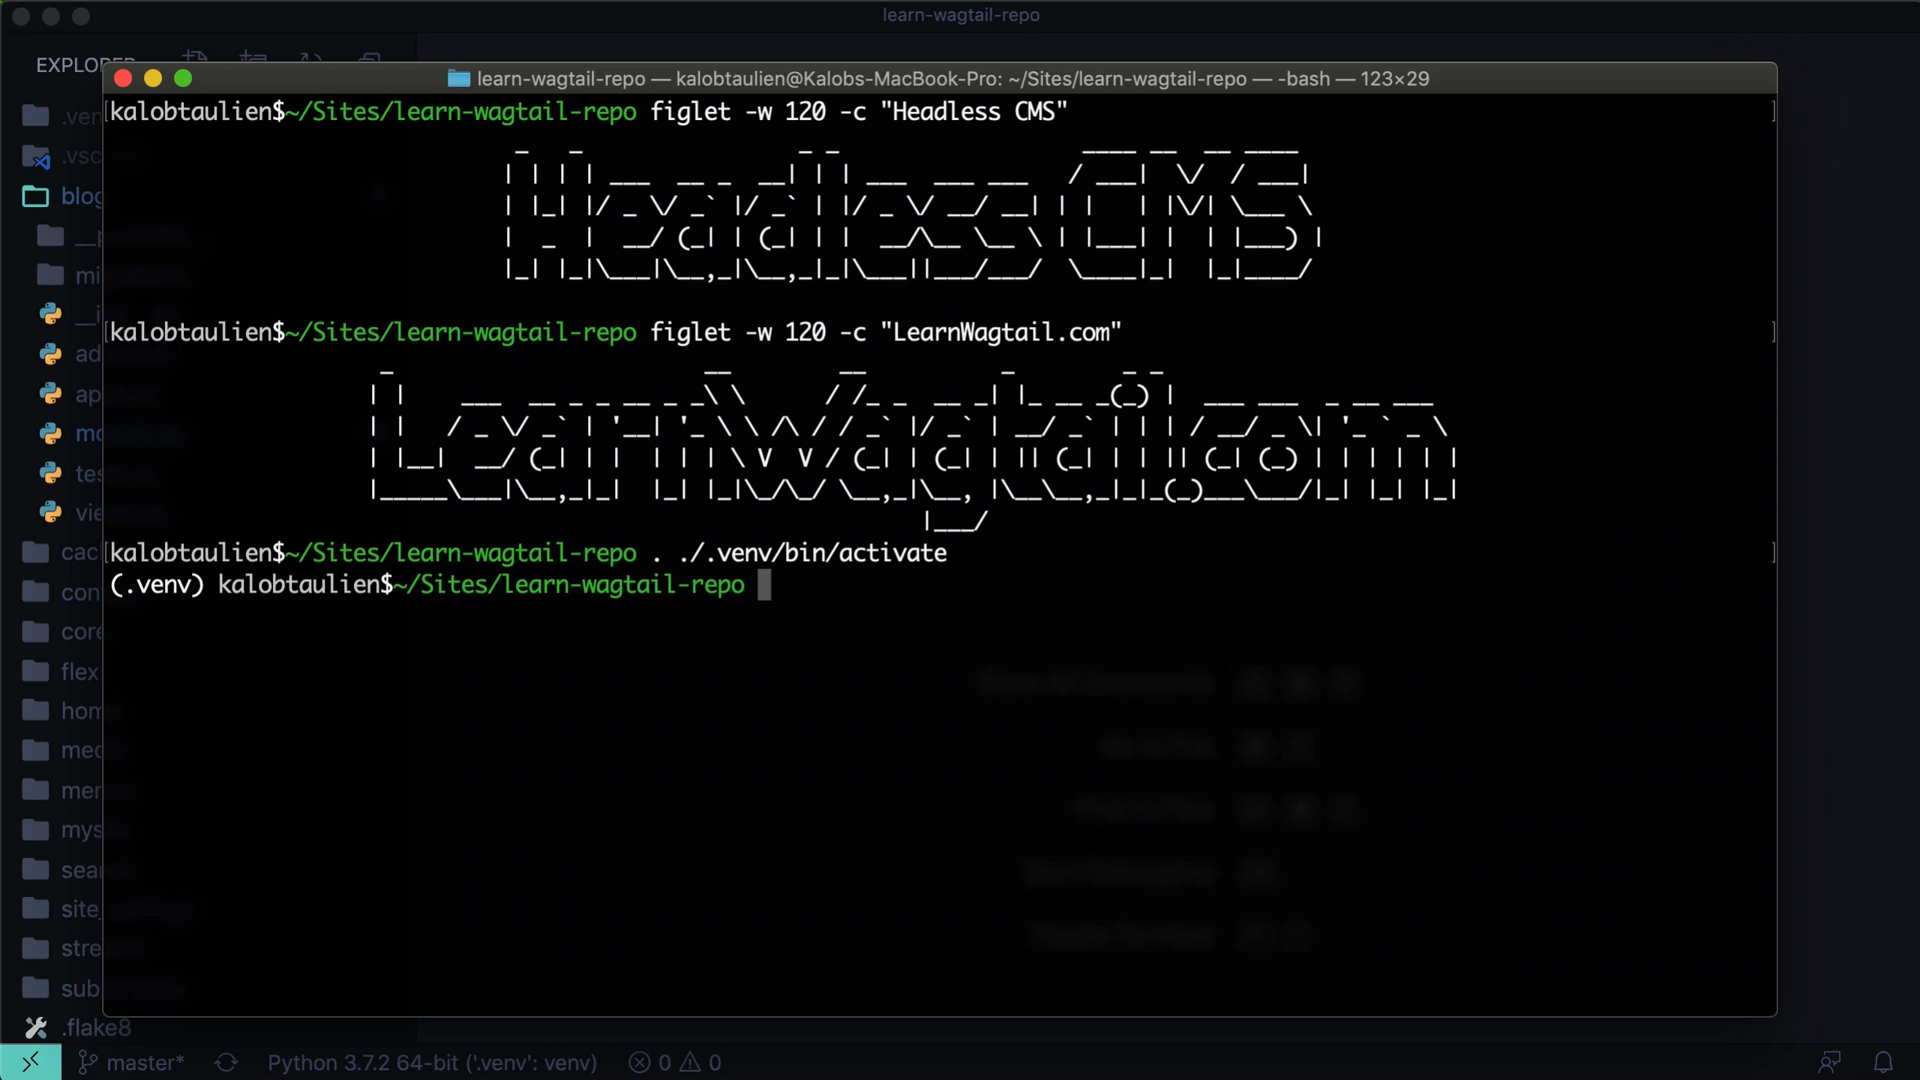 learn-wagtail-repo
EXPLORER
learn-wagtail-repo — kalobtaulien@Kalobs-MacBook-Pro: ~/Sites/learn-wagtail-repo — -bash — 123×29
kalobtaulien$~/Sites/learn-wagtail-repo figlet -w 120 -c "Headless CMS"
Headless CMS
kalobtaulien$~/Sites/learn-wagtail-repo figlet -w 120 -c "LearnWagtail.com"
LearnWagtail.com
kalobtaulien$~/Sites/learn-wagtail-repo . ./.venv/bin/activate
(.venv) kalobtaulien$~/Sites/learn-wagtail-repo
blog
core
flex
.flake8
master*
Python 3.7.2 64-bit ('.venv': venv)
0
0